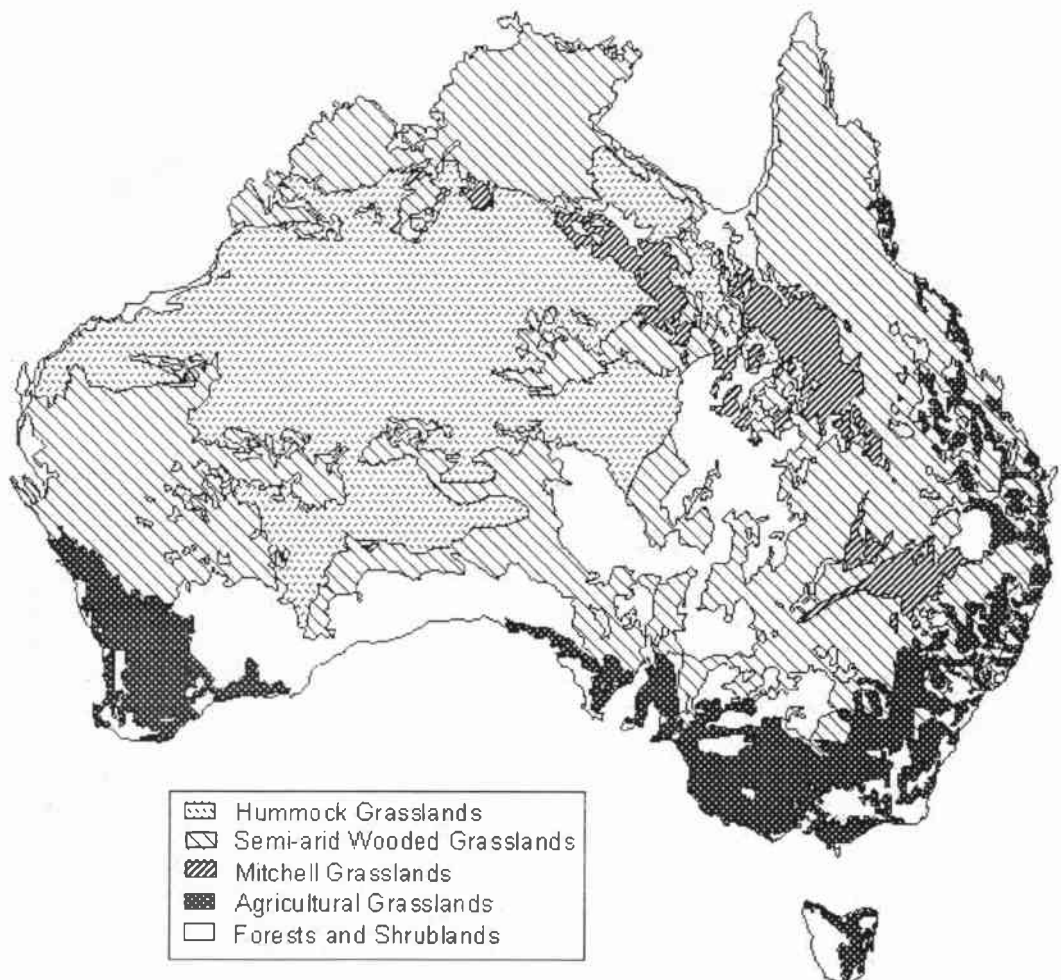 Hummock Grasslands
Semi-arid Wooded Grasslands
Mitchell Grasslands
Agricultural Grasslands
Forests and Shrublands